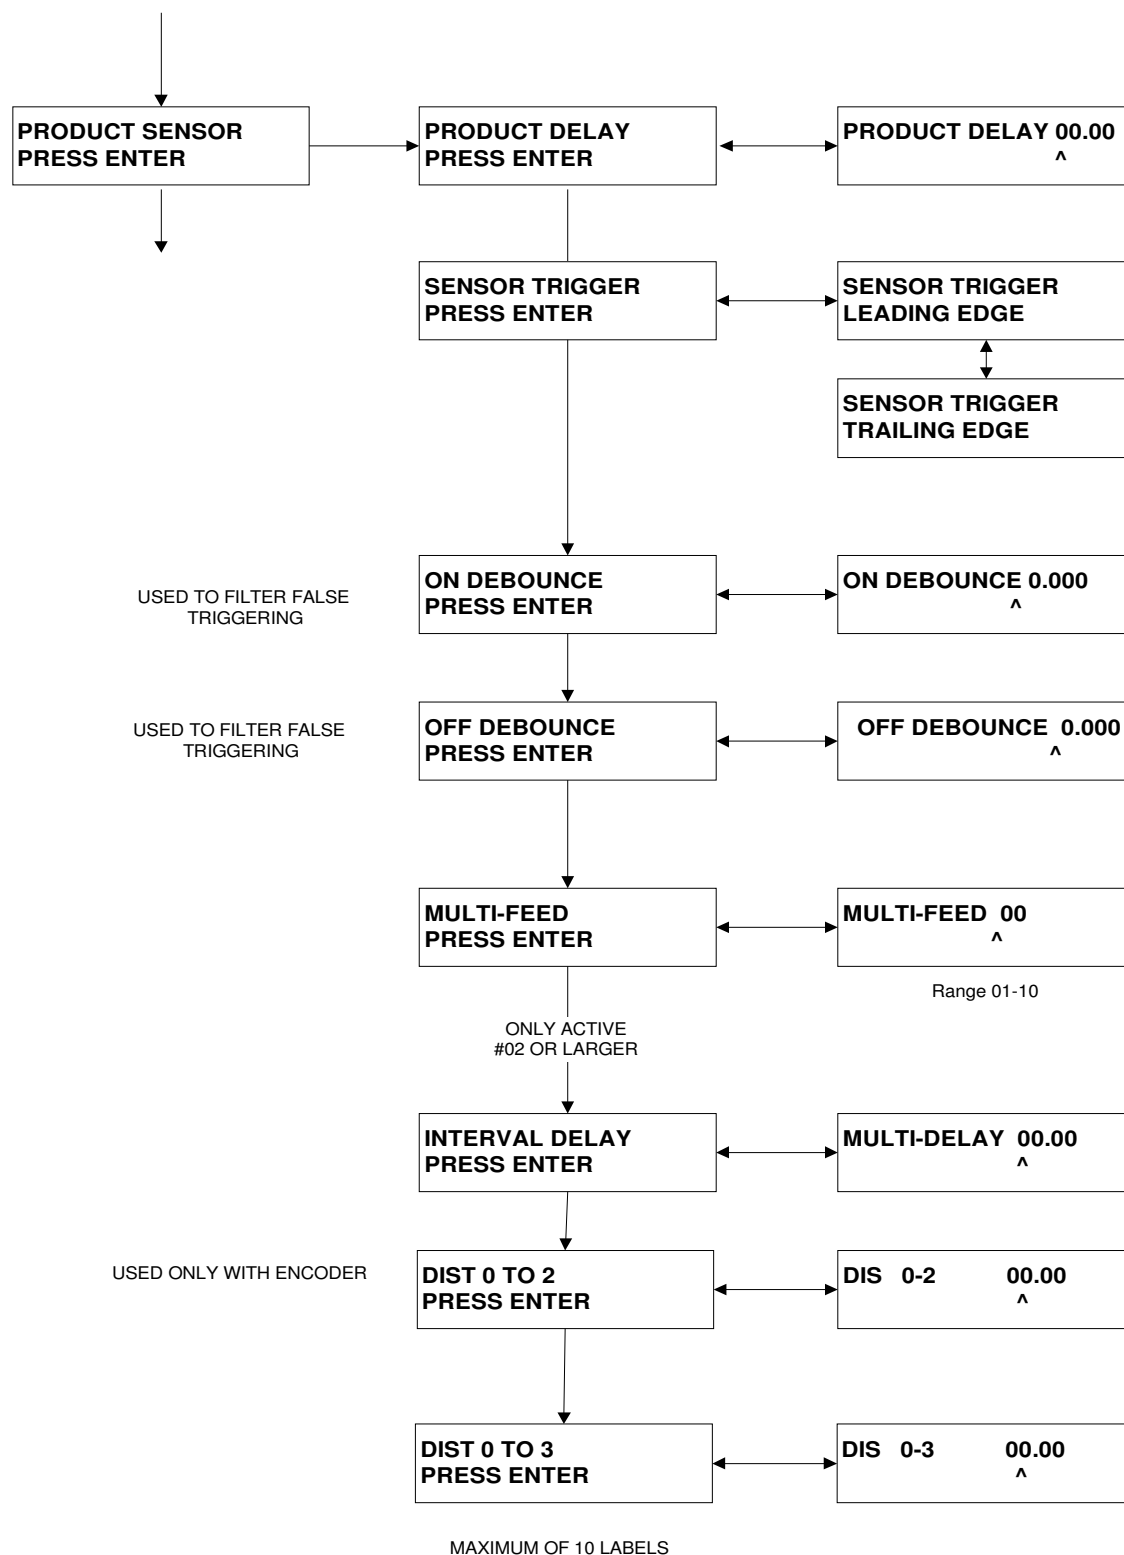 PRODUCT SENSOR
PRESS ENTER
PRODUCT DELAY
PRESS ENTER
PRODUCT DELAY 00.00
^
SENSOR TRIGGER
PRESS ENTER
SENSOR TRIGGER
LEADING EDGE
SENSOR TRIGGER
TRAILING EDGE
USED TO FILTER FALSE
TRIGGERING
ON DEBOUNCE
PRESS ENTER
ON DEBOUNCE 0.000
^
USED TO FILTER FALSE
TRIGGERING
OFF DEBOUNCE
PRESS ENTER
OFF DEBOUNCE 0.000
^
MULTI-FEED
PRESS ENTER
MULTI-FEED 00
^
Range 01-10
ONLY ACTIVE
#02 OR LARGER
INTERVAL DELAY
PRESS ENTER
MULTI-DELAY 00.00
^
USED ONLY WITH ENCODER
DIST 0 TO 2
PRESS ENTER
DIS 0-2 00.00
^
DIST 0 TO 3
PRESS ENTER
DIS 0-3 00.00
^
MAXIMUM OF 10 LABELS